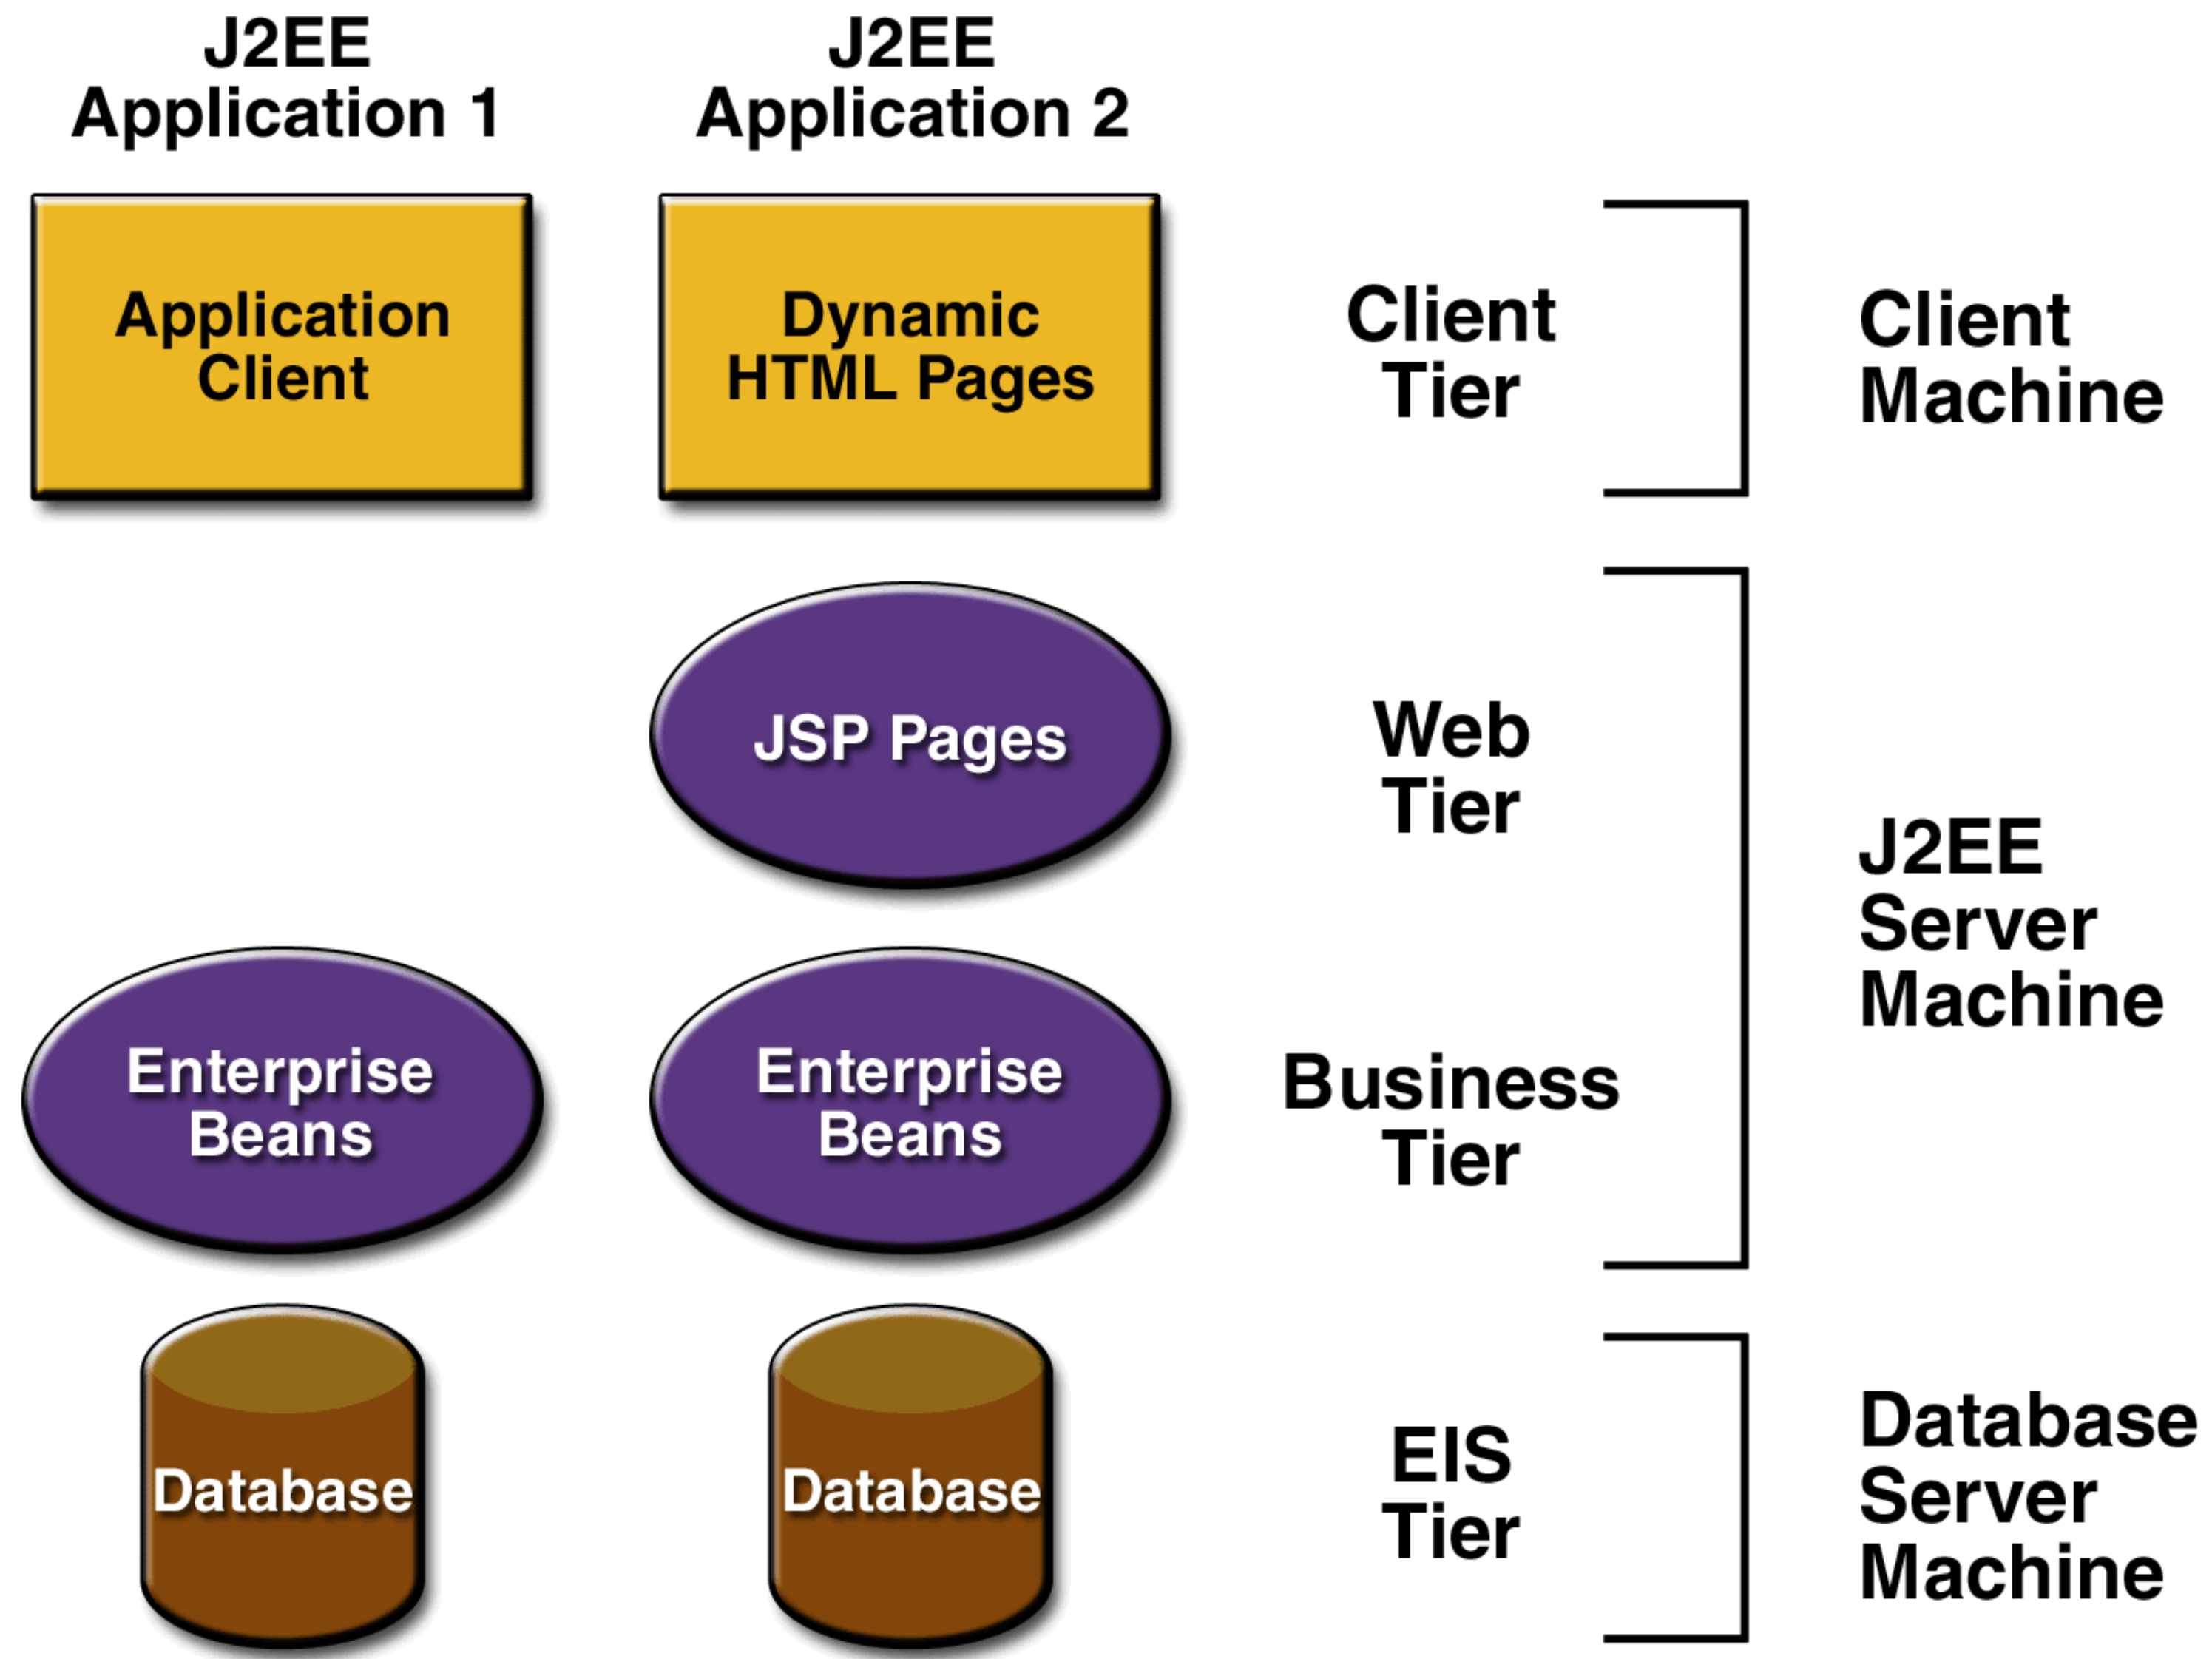 J2EE
Application 1
J2EE
Application 2
Application
Client
Dynamic
HTML Pages
Client
Tier
Client
Machine
JSP Pages
Web
Tier
J2EE
Server
Machine
Enterprise
Beans
Enterprise
Beans
Business
Tier
Database
Database
EIS
Tier
Database
Server
Machine